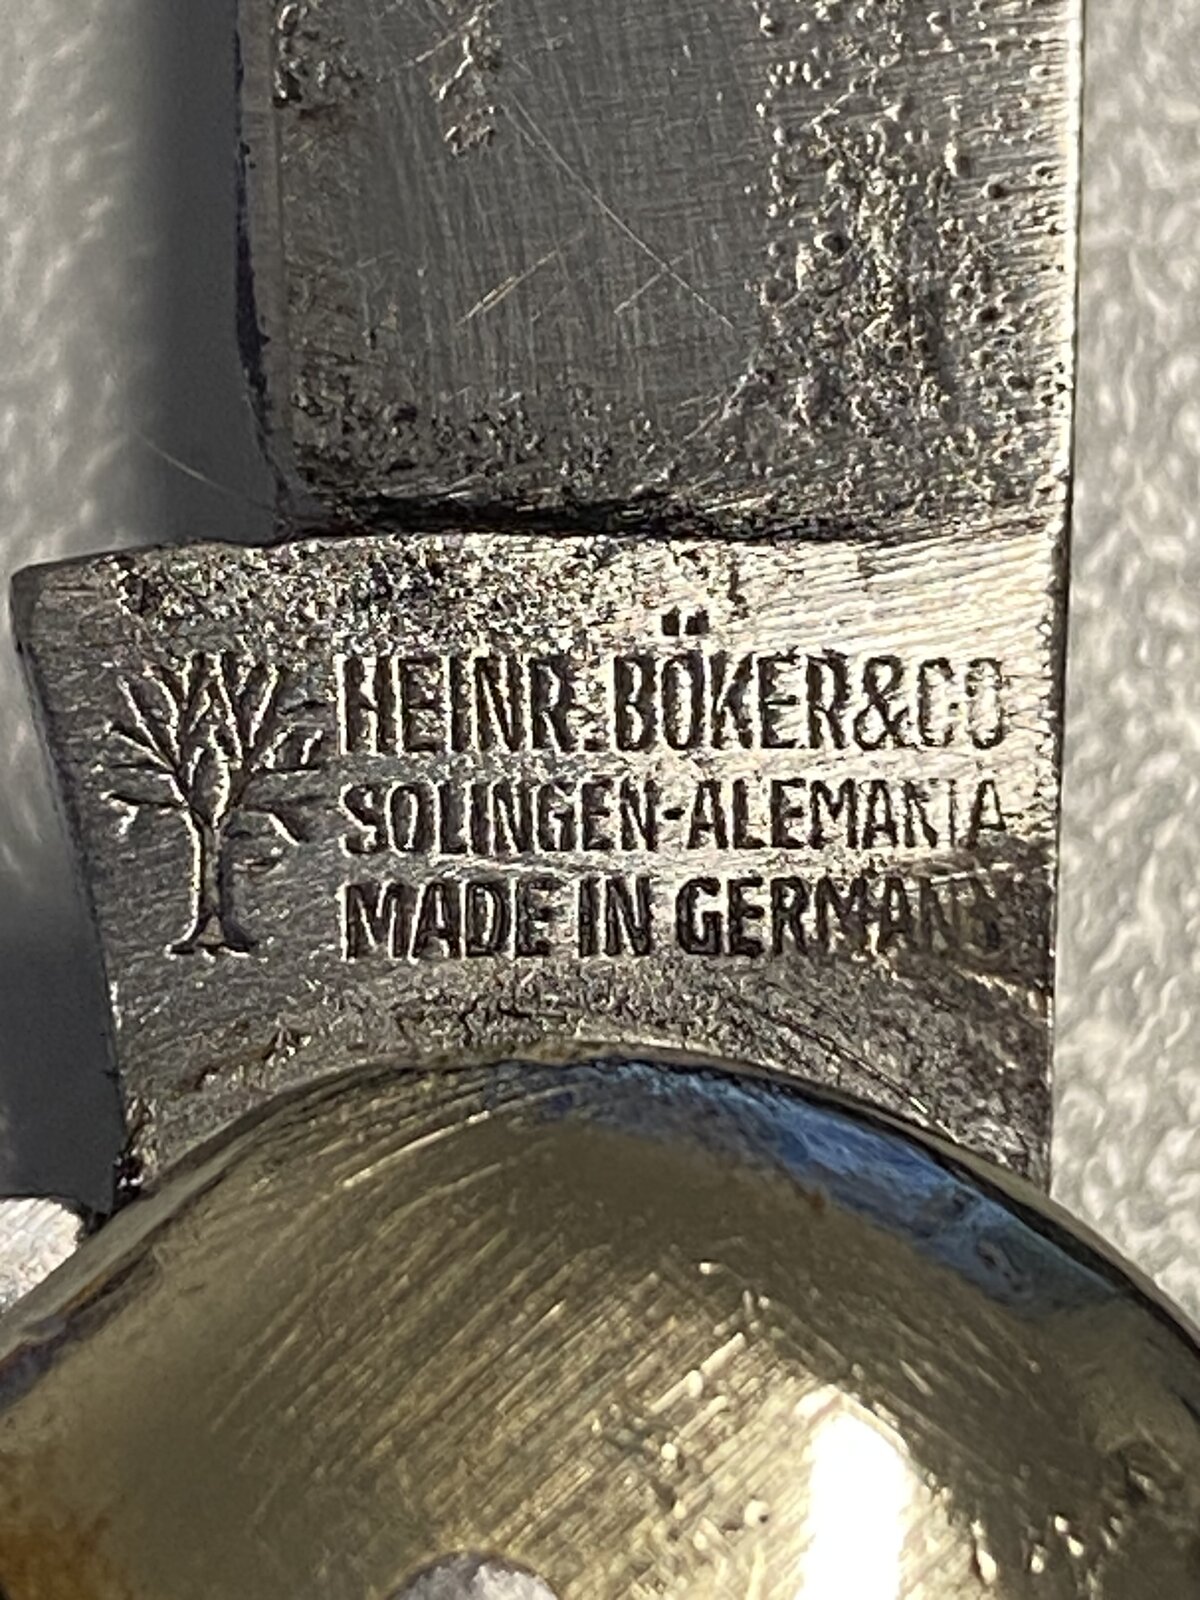 HEINR.BÖKER&CO
SOLINGEN-ALEMANIA
MADE IN GERMANY